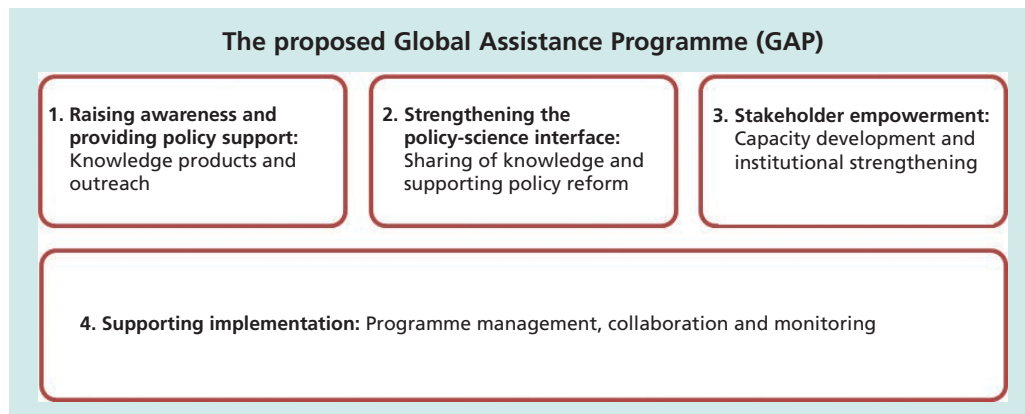 The proposed Global Assistance Programme (GAP)
1. Raising awareness and
providing policy support:
Knowledge products and
outreach
2. Strengthening the
policy-science interface:
Sharing of knowledge and
supporting policy reform
3. Stakeholder empowerment:
Capacity development and
institutional strengthening
4. Supporting implementation: Programme management, collaboration and monitoring